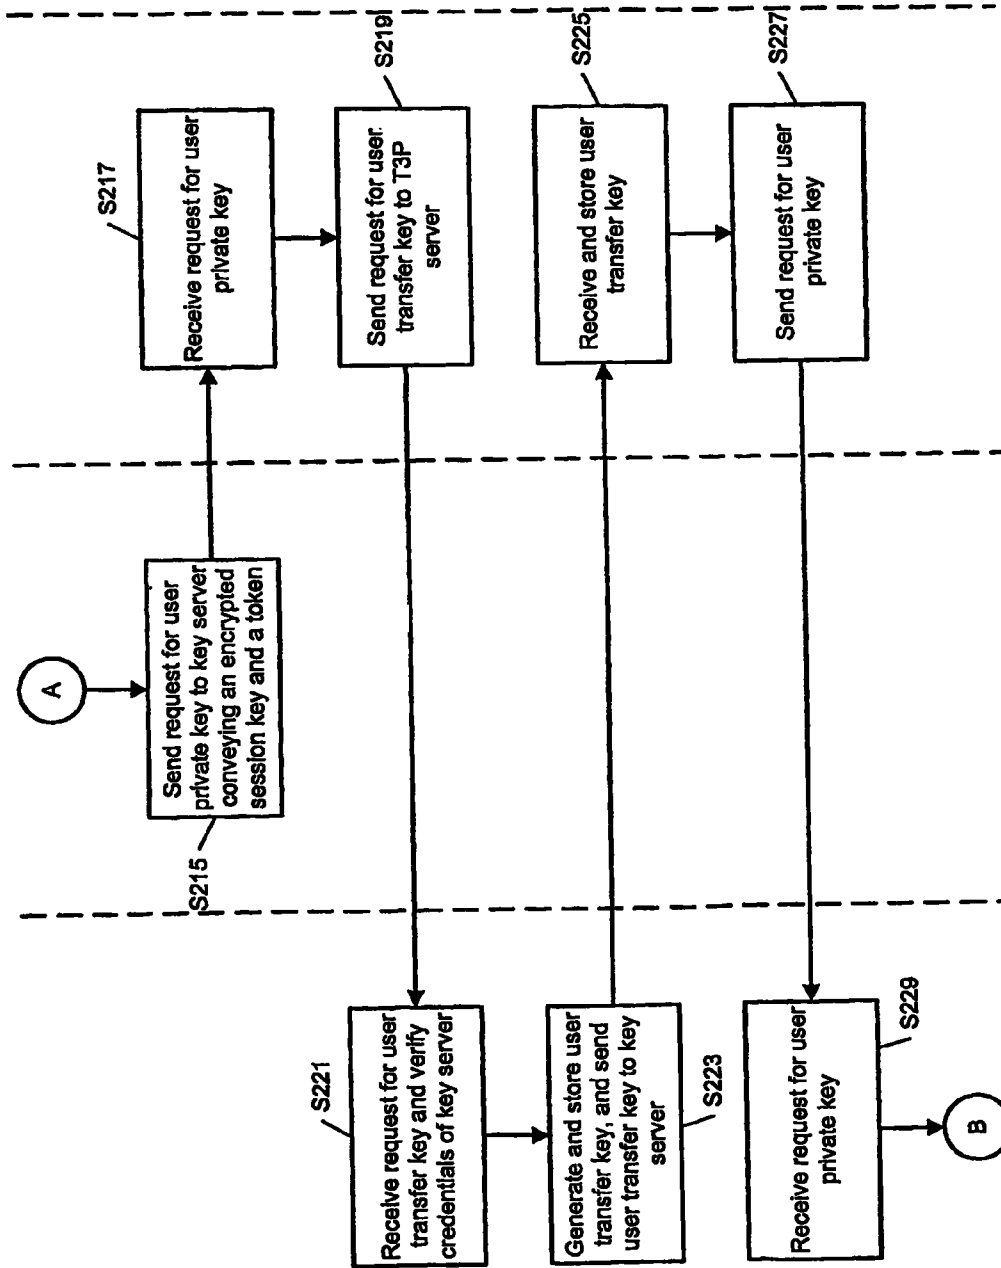 A
Send request for user
private key to key server
conveying an encrypted
session key and a token
S215
S217
Receive request for user
private key
S219
Send request for user
transfer key to T3P
server
S221
Receive request for user
transfer key and verify
credentials of key server
Generate and store user
transfer key, and send
user transfer key to key
server
S223
S225
Receive and store user
transfer key
S227
Send request for user
private key
S229
Receive request for user
private key
B